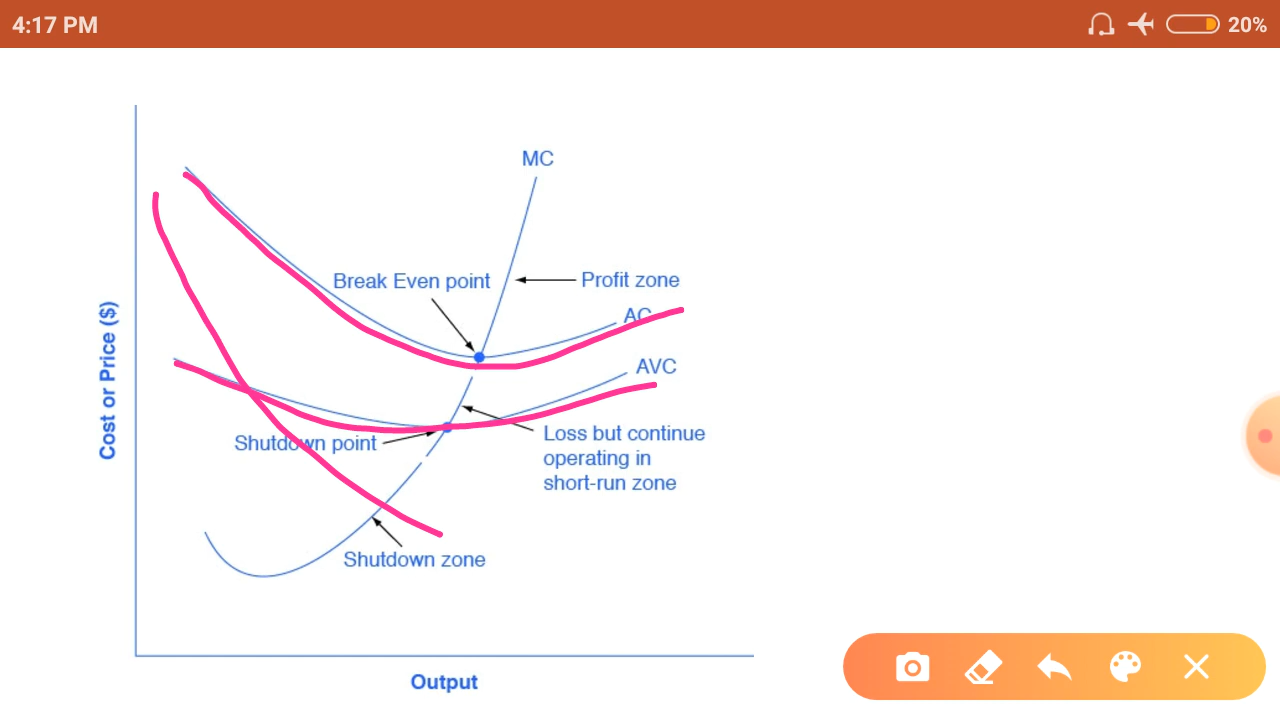 4:17 PM
20%
MC
Break Even point
Profit zone
AC
AVC
Cost or Price ($)
Shutdown point
Loss but continue
operating in
short-run zone
Shutdown zone
Output